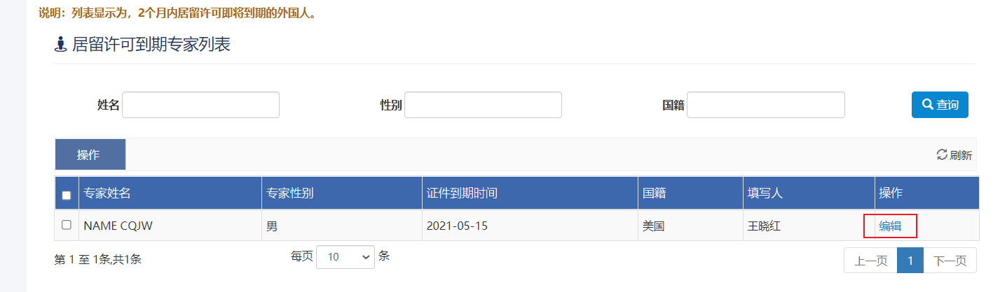 说明：列表显示为，2个月内居留许可即将到期的外国人。
居留许可到期专家列表
姓名 性别 国籍 查询
操作 刷新
专家姓名 专家性别 证件到期时间 国籍 填写人 操作
NAME CQJW 男 2021-05-15 美国 王晓红 编辑
第 1 至 1条,共1条 每页 10 条 上一页 1 下一页